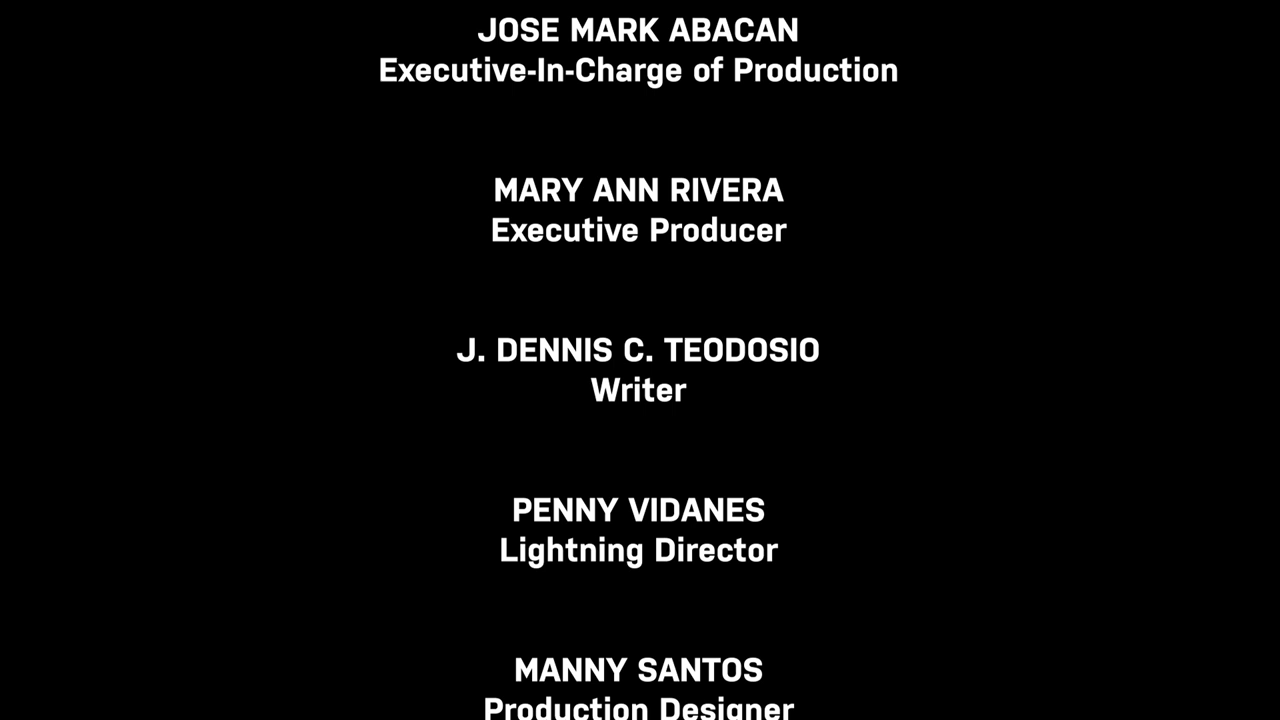 JOSE MARK ABACAN
Executive-In-Charge of Production
MARY ANN RIVERA
Executive Producer
J. DENNIS C. TEODOSIO
Writer
PENNY VIDANES
Lightning Director
MANNY SANTOS
Production Designer